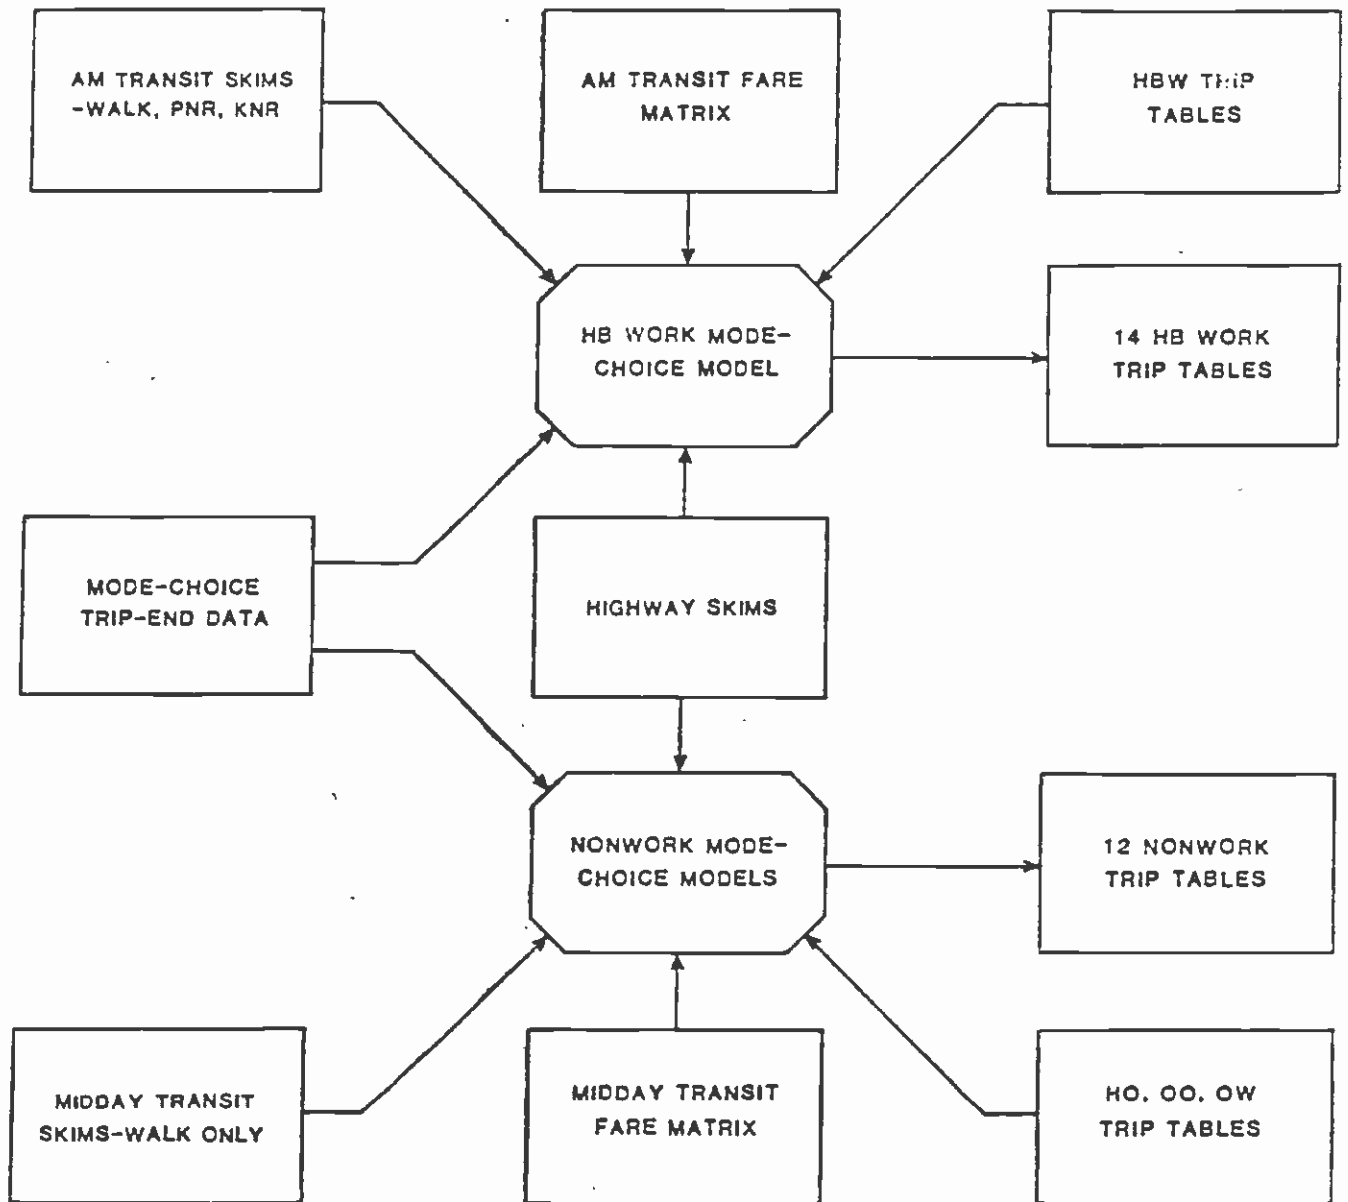 AM TRANSIT SKIMS
-WALK, PNR, KNR
AM TRANSIT FARE
MATRIX
HBW TRIP
TABLES
HB WORK MODE-
CHOICE MODEL
14 HB WORK
TRIP TABLES
MODE-CHOICE
TRIP-END DATA
HIGHWAY SKIMS
NONWORK MODE-
CHOICE MODELS
12 NONWORK
TRIP TABLES
MIDDAY TRANSIT
SKIMS-WALK ONLY
MIDDAY TRANSIT
FARE MATRIX
HO, OO, OW
TRIP TABLES